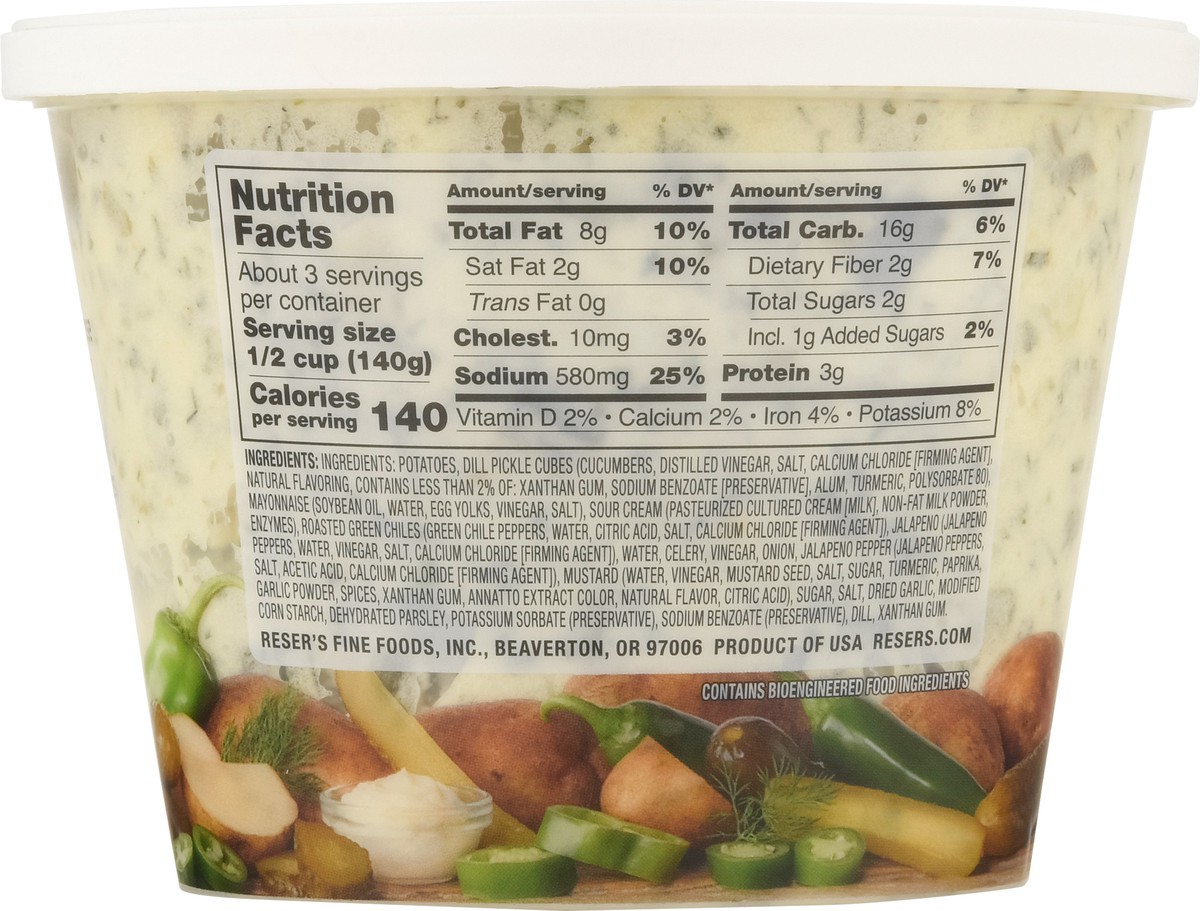 Nutrition
Facts
About 3 servings
per container
Serving size
1/2 cup (140g)
Calories
per serving 140
Amount/serving % DV*
Total Fat 8g 10%
Sat Fat 2g 10%
Trans Fat 0g
Cholest. 10mg 3%
Sodium 580mg 25%
Amount/serving % DV*
Total Carb. 16g 6%
Dietary Fiber 2g 7%
Total Sugars 2g
Incl. 1g Added Sugars 2%
Protein 3g
Vitamin D 2% • Calcium 2% • Iron 4% • Potassium 8%
INGREDIENTS: INGREDIENTS: POTATOES, DILL PICKLE CUBES (CUCUMBERS, DISTILLED VINEGAR, SALT, CALCIUM CHLORIDE [FIRMING AGENT],
NATURAL FLAVORING, CONTAINS LESS THAN 2% OF: XANTHAN GUM, SODIUM BENZOATE [PRESERVATIVE], ALUM, TURMERIC, POLYSORBATE 80),
MAYONNAISE (SOYBEAN OIL, WATER, EGG YOLKS, VINEGAR, SALT), SOUR CREAM (PASTEURIZED CULTURED CREAM [MILK], NON-FAT MILK POWDER,
ENZYMES), ROASTED GREEN CHILES (GREEN CHILE PEPPERS, WATER, CITRIC ACID, SALT, CALCIUM CHLORIDE [FIRMING AGENT]), JALAPENO (JALAPENO
PEPPERS, WATER, VINEGAR, SALT, CALCIUM CHLORIDE [FIRMING AGENT]), WATER, CELERY, VINEGAR, ONION, JALAPENO PEPPER (JALAPENO PEPPERS,
SALT, ACETIC ACID, CALCIUM CHLORIDE [FIRMING AGENT]), MUSTARD (WATER, VINEGAR, MUSTARD SEED, SALT, SUGAR, TURMERIC, PAPRIKA,
GARLIC POWDER, SPICES, XANTHAN GUM, ANNATTO EXTRACT COLOR, NATURAL FLAVOR, CITRIC ACID), SUGAR, SALT, DRIED GARLIC, MODIFIED
CORN STARCH, DEHYDRATED PARSLEY, POTASSIUM SORBATE (PRESERVATIVE), SODIUM BENZOATE (PRESERVATIVE), DILL, XANTHAN GUM.
RESER'S FINE FOODS, INC., BEAVERTON, OR 97006 PRODUCT OF USA RESERS.COM
CONTAINS BIOENGINEERED FOOD INGREDIENTS